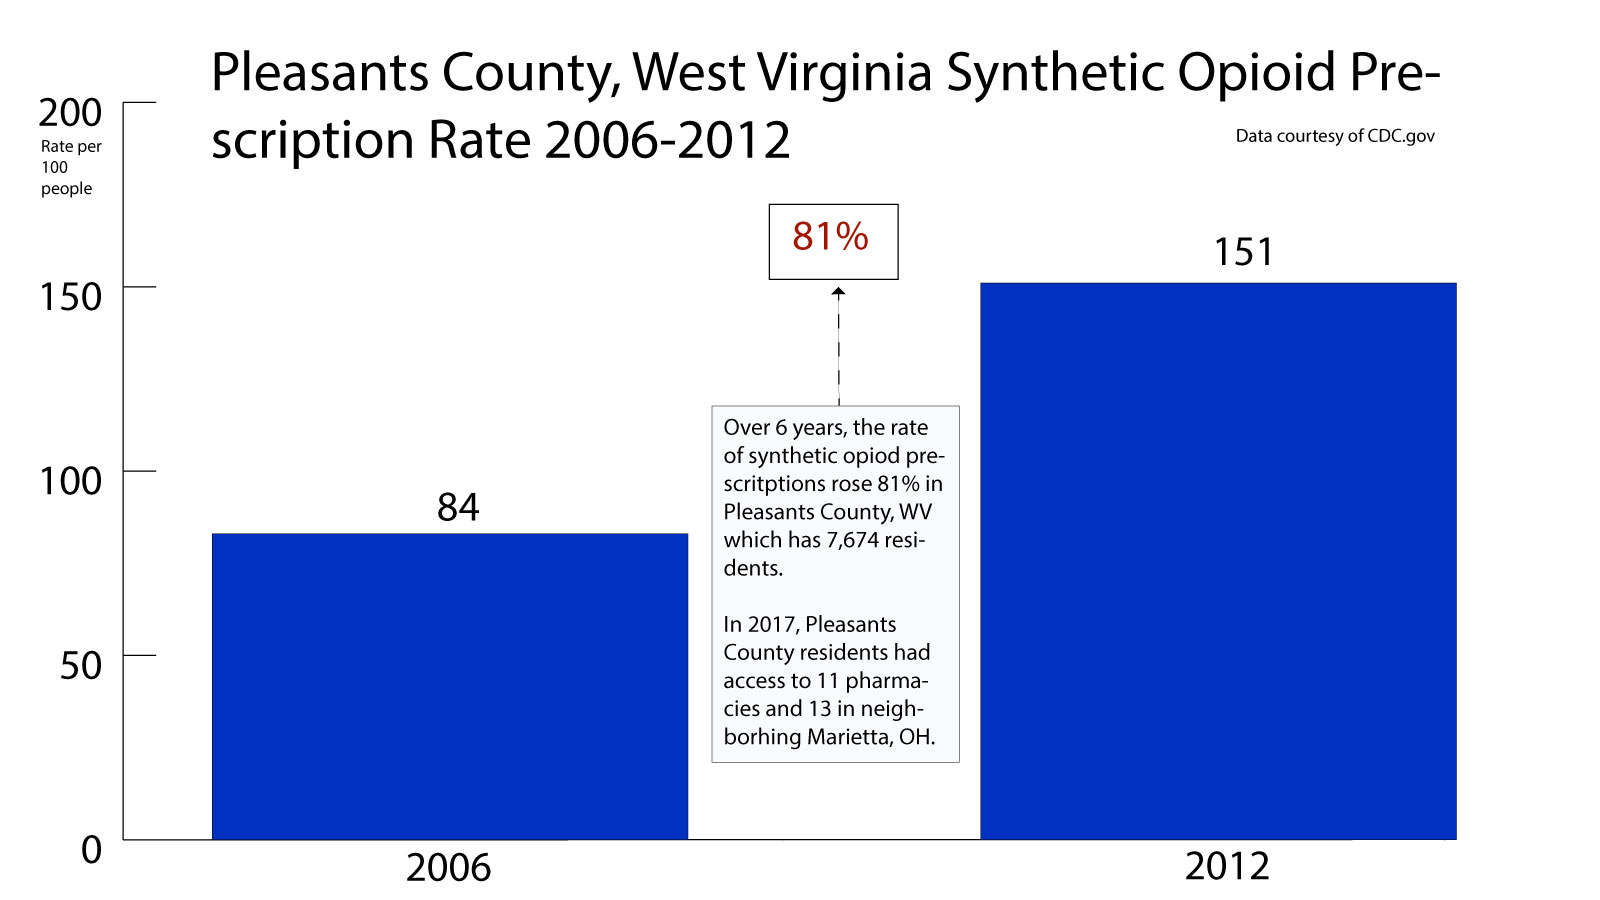 Pleasants County, West Virginia Synthetic Opioid Pre-
scription Rate 2006-2012
Data courtesy of CDC.gov
200
Rate per
100
people
150
100
50
0
81%
84
151
Over 6 years, the rate
of synthetic opiod pre-
scritptions rose 81% in
Pleasants County, WV
which has 7,674 resi-
dents.
In 2017, Pleasants
County residents had
access to 11 pharma-
cies and 13 in neigh-
borhing Marietta, OH.
2006
2012